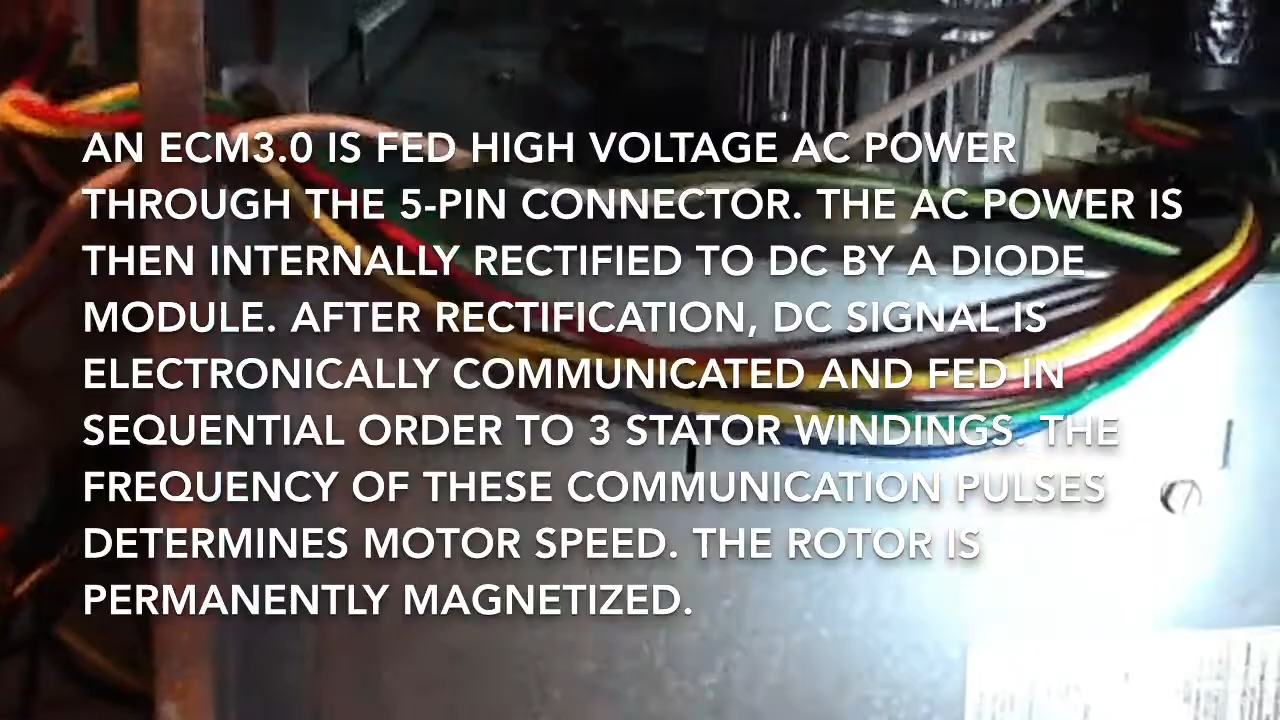 AN ECM3.0 IS FED HIGH VOLTAGE AC POWER
THROUGH THE 5-PIN CONNECTOR. THE AC POWER IS
THEN INTERNALLY RECTIFIED TO DC BY A DIODE
MODULE. AFTER RECTIFICATION, DC SIGNAL IS
ELECTRONICALLY COMMUNICATED AND FED IN
SEQUENTIAL ORDER TO 3 STATOR WINDINGS. THE
FREQUENCY OF THESE COMMUNICATION PULSES
DETERMINES MOTOR SPEED. THE ROTOR IS
PERMANENTLY MAGNETIZED.